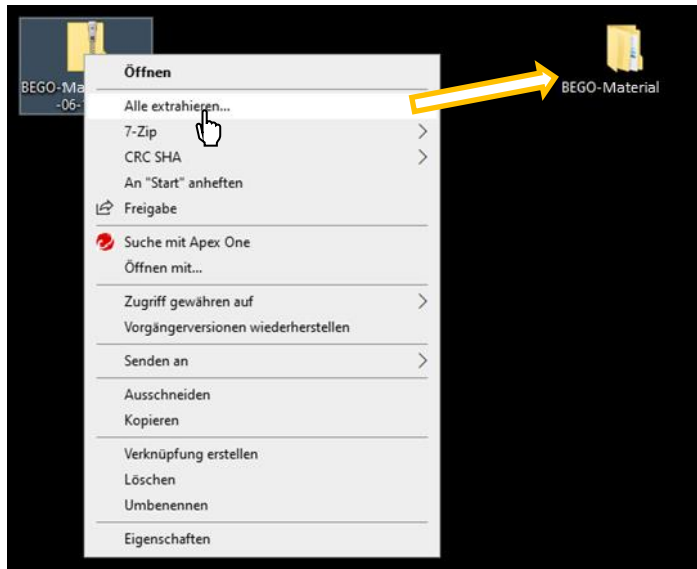 BEGO-Ma
-06-
Öffnen
Alle extrahieren...
7-Zip
CRC SHA
An "Start" anheften
Freigabe
Suche mit Apex One
Öffnen mit...
Zugriff gewähren auf
Vorgängerversionen wiederherstellen
Senden an
Ausschneiden
Kopieren
Verknüpfung erstellen
Löschen
Umbenennen
Eigenschaften
BEGO-Material